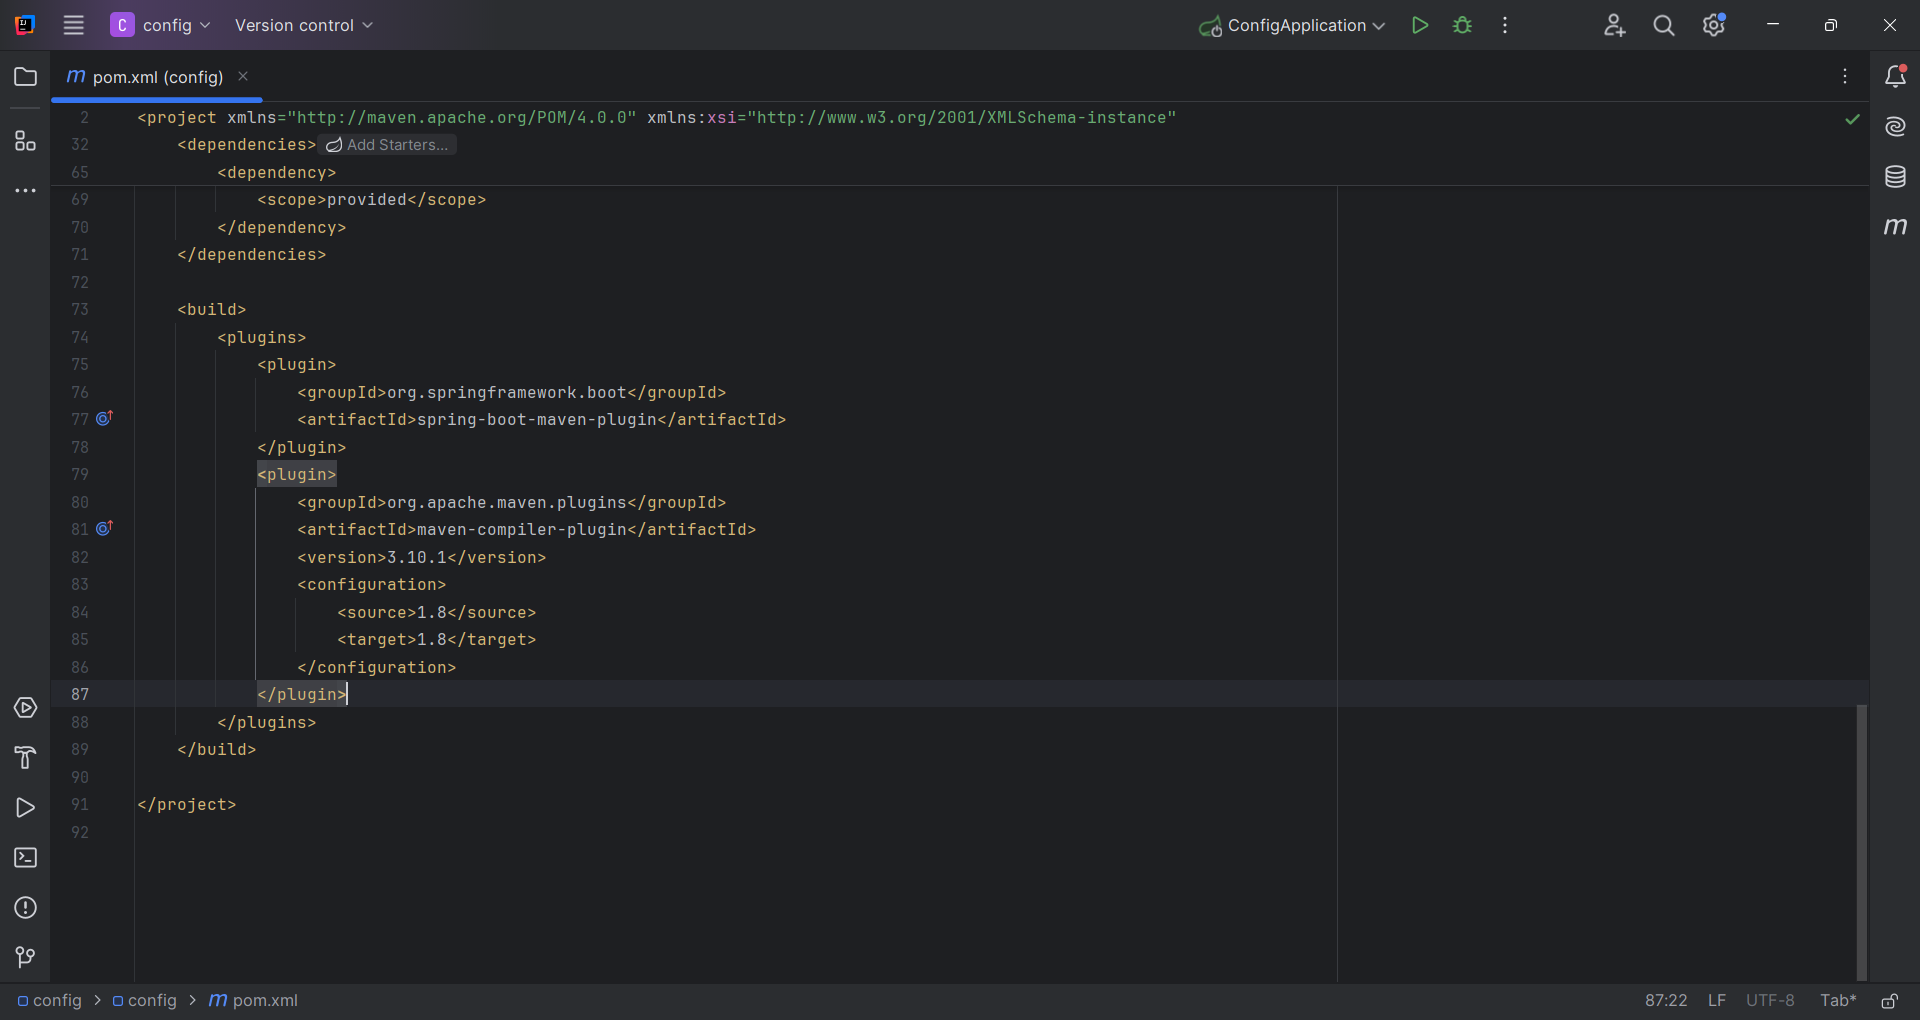 C config Version control ConfigApplication
m pom.xml (config)
2 <project xmlns="http://maven.apache.org/POM/4.0.0" xmlns:xsi="http://www.w3.org/2001/XMLSchema-instance"
32 <dependencies> Add Starters...
65 <dependency>
69 <scope>provided</scope>
70 </dependency>
71 </dependencies>
72
73 <build>
74 <plugins>
75 <plugin>
76 <groupId>org.springframework.boot</groupId>
77 <artifactId>spring-boot-maven-plugin</artifactId>
78 </plugin>
79 <plugin>
80 <groupId>org.apache.maven.plugins</groupId>
81 <artifactId>maven-compiler-plugin</artifactId>
82 <version>3.10.1</version>
83 <configuration>
84 <source>1.8</source>
85 <target>1.8</target>
86 </configuration>
87 </plugin>
88 </plugins>
89 </build>
90
91 </project>
92
m
config > config > m pom.xml 87:22 LF UTF-8 Tab*